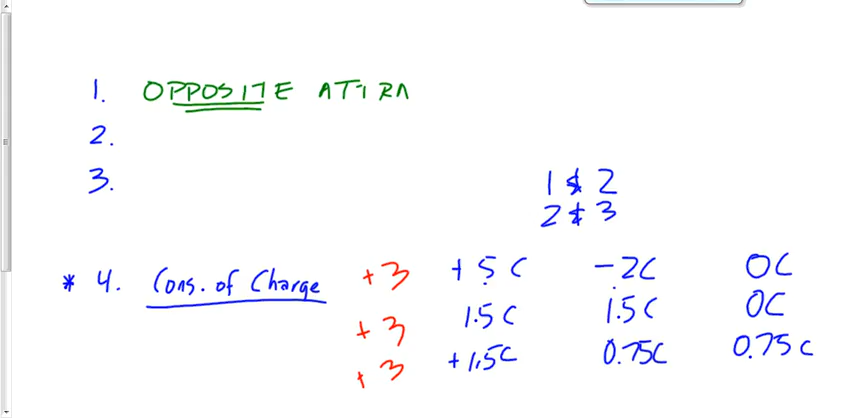 1. OPPOSITE ATTRA
2.
3.
1 & 2
2 & 3
* 4. Cons. of Charge +3 +5C -2C 0C
+3 1.5C 1.5C 0C
+3 +1.5C 0.75C 0.75C